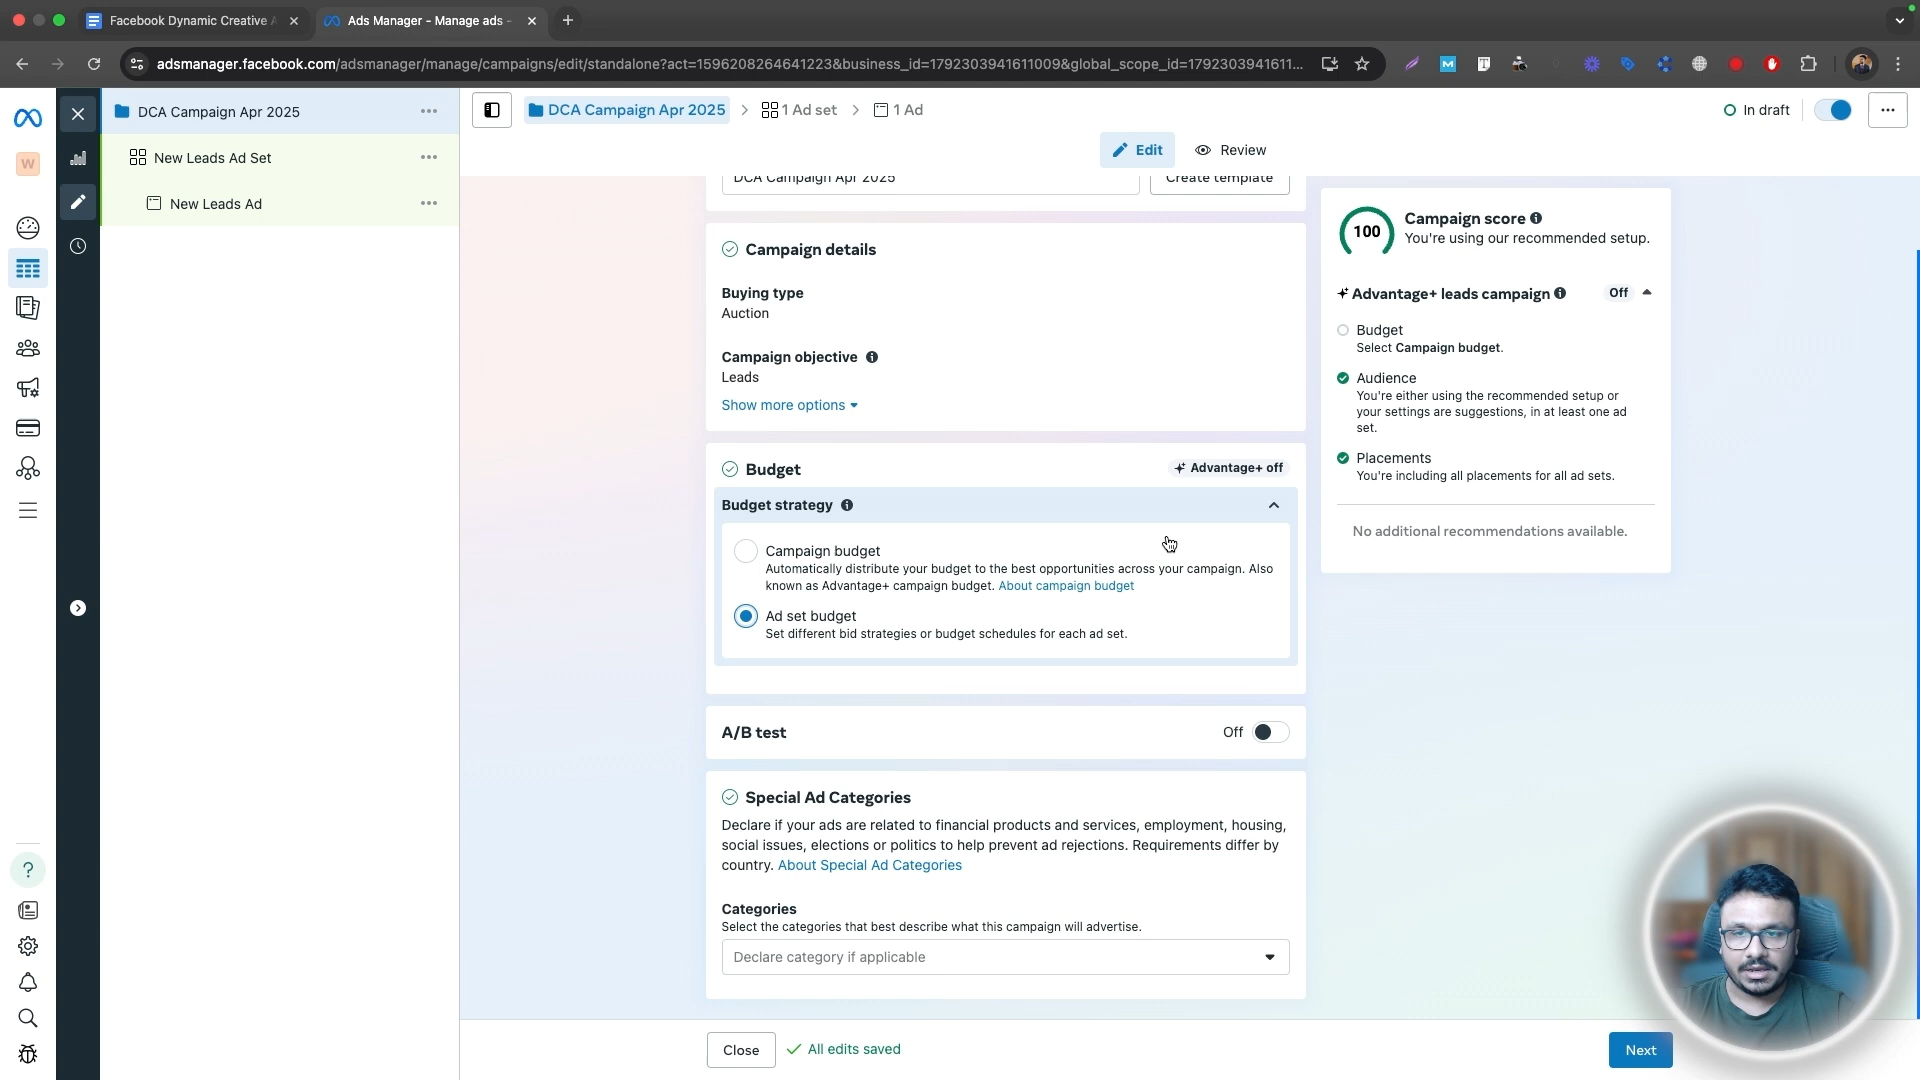 Facebook Dynamic Creative A
Ads Manager - Manage ads -
adsmanager.facebook.com/adsmanager/manage/campaigns/edit/standalone?act=1596208264641223&business_id=1792303941611009&global_scope_id=1792303941611...
DCA Campaign Apr 2025
DCA Campaign Apr 2025
1 Ad set
1 Ad
In draft
W
New Leads Ad Set
Edit
Review
New Leads Ad
DCA Campaign Apr 2025
Create template
Campaign details
Buying type
Auction
Campaign objective
Leads
Show more options
Budget
Advantage+ off
Budget strategy
Campaign budget
Automatically distribute your budget to the best opportunities across your campaign. Also
known as Advantage+ campaign budget. About campaign budget
Ad set budget
Set different bid strategies or budget schedules for each ad set.
A/B test
Off
Special Ad Categories
Declare if your ads are related to financial products and services, employment, housing,
social issues, elections or politics to help prevent ad rejections. Requirements differ by
country. About Special Ad Categories
Categories
Select the categories that best describe what this campaign will advertise.
Declare category if applicable
100
Campaign score
You're using our recommended setup.
Advantage+ leads campaign
Off
Budget
Select Campaign budget.
Audience
You're either using the recommended setup or
your settings are suggestions, in at least one ad
set.
Placements
You're including all placements for all ad sets.
No additional recommendations available.
Close
All edits saved
Next